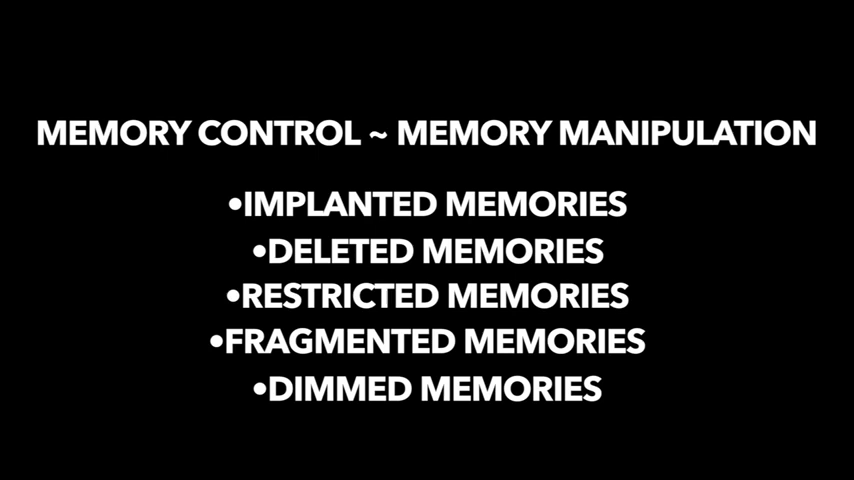 MEMORY CONTROL ~ MEMORY MANIPULATION
•IMPLANTED MEMORIES
•DELETED MEMORIES
•RESTRICTED MEMORIES
•FRAGMENTED MEMORIES
•DIMMED MEMORIES